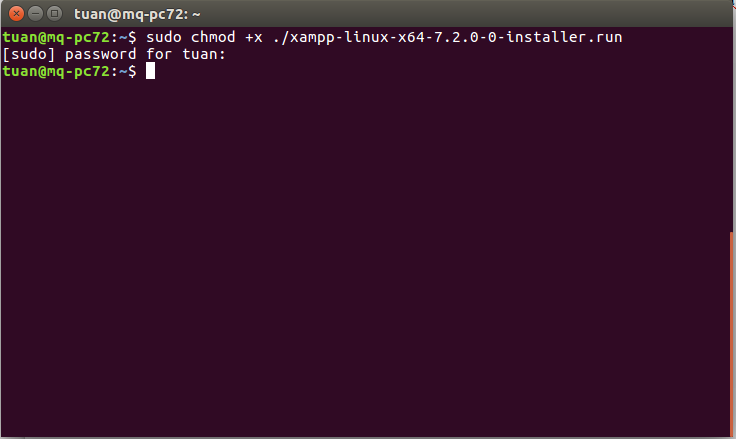 tuan@mq-pc72: ~
tuan@mq-pc72:~$ sudo chmod +x ./xampp-linux-x64-7.2.0-0-installer.run
[sudo] password for tuan:
tuan@mq-pc72:~$